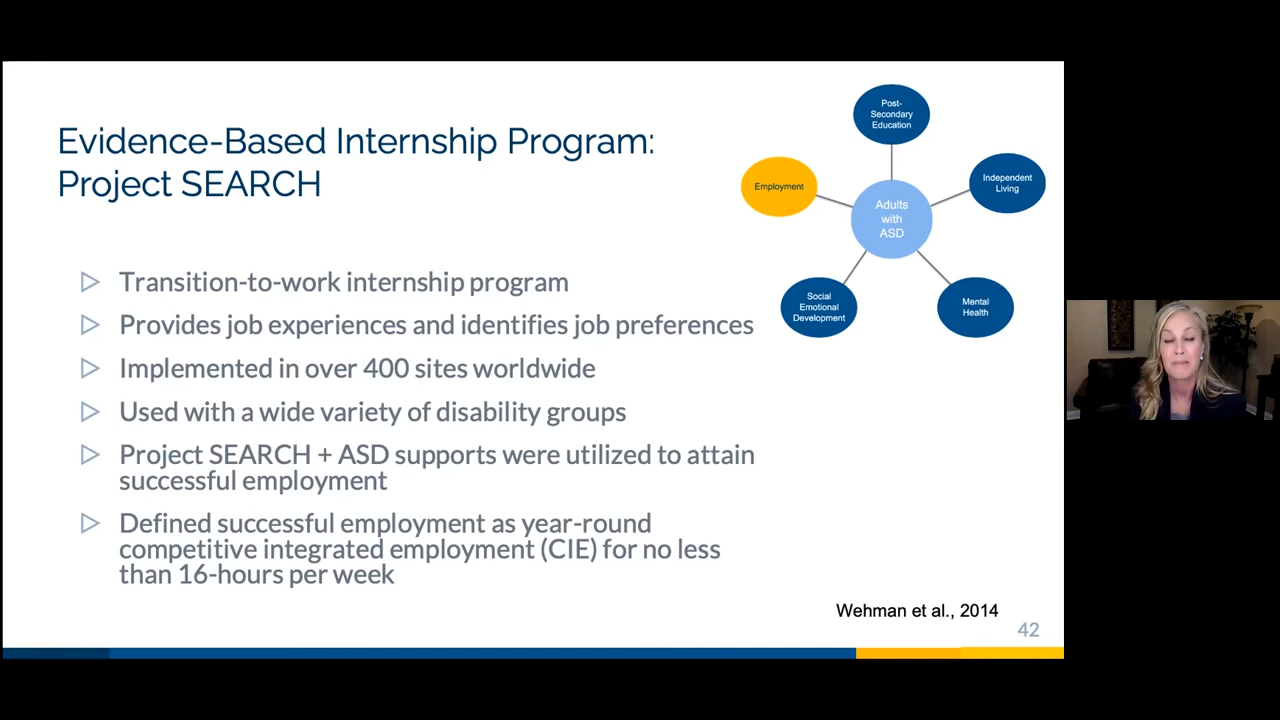 Evidence-Based Internship Program:
Project SEARCH
Transition-to-work internship program
Provides job experiences and identifies job preferences
Implemented in over 400 sites worldwide
Used with a wide variety of disability groups
Project SEARCH + ASD supports were utilized to attain
successful employment
Defined successful employment as year-round
competitive integrated employment (CIE) for no less
than 16-hours per week
Post-
Secondary
Education
Employment
Independent
Living
Adults
with
ASD
Social
Emotional
Development
Mental
Health
Wehman et al., 2014
42